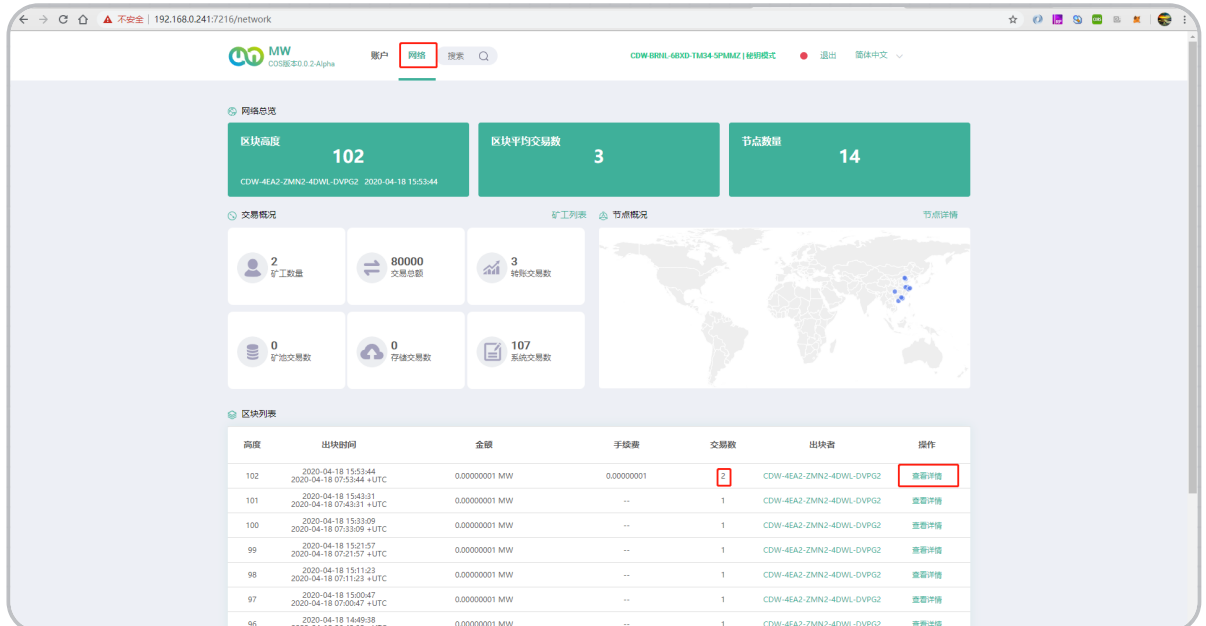 不安全 | 192.168.0.241:7216/network
MW
COS版本0.0.2-Alpha
账户 网络 搜索 CDW-BRNL-6BXD-TM34-5PMMZ | 秘钥模式 退出 简体中文
网络总览
区块高度 区块平均交易数 节点数量
102 3 14
CDW-4EA2-ZMN2-4DWL-DVPG2 2020-04-18 15:53:44
交易概况 矿工列表 节点概况 节点详情
2 80000 3
矿工数量 交易总额 转账交易数
0 0 107
矿池交易数 存储交易数 系统交易数
区块列表
高度 出块时间 金额 手续费 交易数 出块者 操作
102 2020-04-18 15:53:44 0.00000001 MW 0.00000001 2 CDW-4EA2-ZMN2-4DWL-DVPG2 查看详情
2020-04-18 07:53:44 +UTC
101 2020-04-18 15:43:31 0.00000001 MW -- 1 CDW-4EA2-ZMN2-4DWL-DVPG2 查看详情
2020-04-18 07:43:31 +UTC
100 2020-04-18 15:33:09 0.00000001 MW -- 1 CDW-4EA2-ZMN2-4DWL-DVPG2 查看详情
2020-04-18 07:33:09 +UTC
99 2020-04-18 15:21:57 0.00000001 MW -- 1 CDW-4EA2-ZMN2-4DWL-DVPG2 查看详情
2020-04-18 07:21:57 +UTC
98 2020-04-18 15:11:23 0.00000001 MW -- 1 CDW-4EA2-ZMN2-4DWL-DVPG2 查看详情
2020-04-18 07:11:23 +UTC
97 2020-04-18 15:00:47 0.00000001 MW -- 1 CDW-4EA2-ZMN2-4DWL-DVPG2 查看详情
2020-04-18 07:00:47 +UTC
96 2020-04-18 14:49:38 0.00000001 MW -- 1 CDW-4EA2-ZMN2-4DWL-DVPG2 查看详情